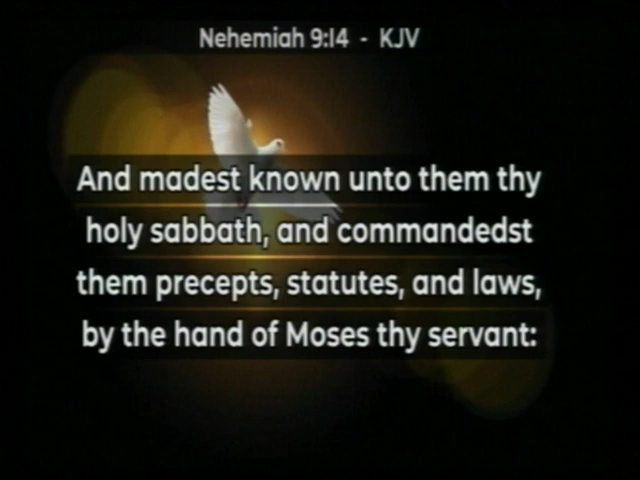 Nehemiah 9:14 - KJV
And madest known unto them thy
holy sabbath, and commandedst
them precepts, statutes, and laws,
by the hand of Moses thy servant: